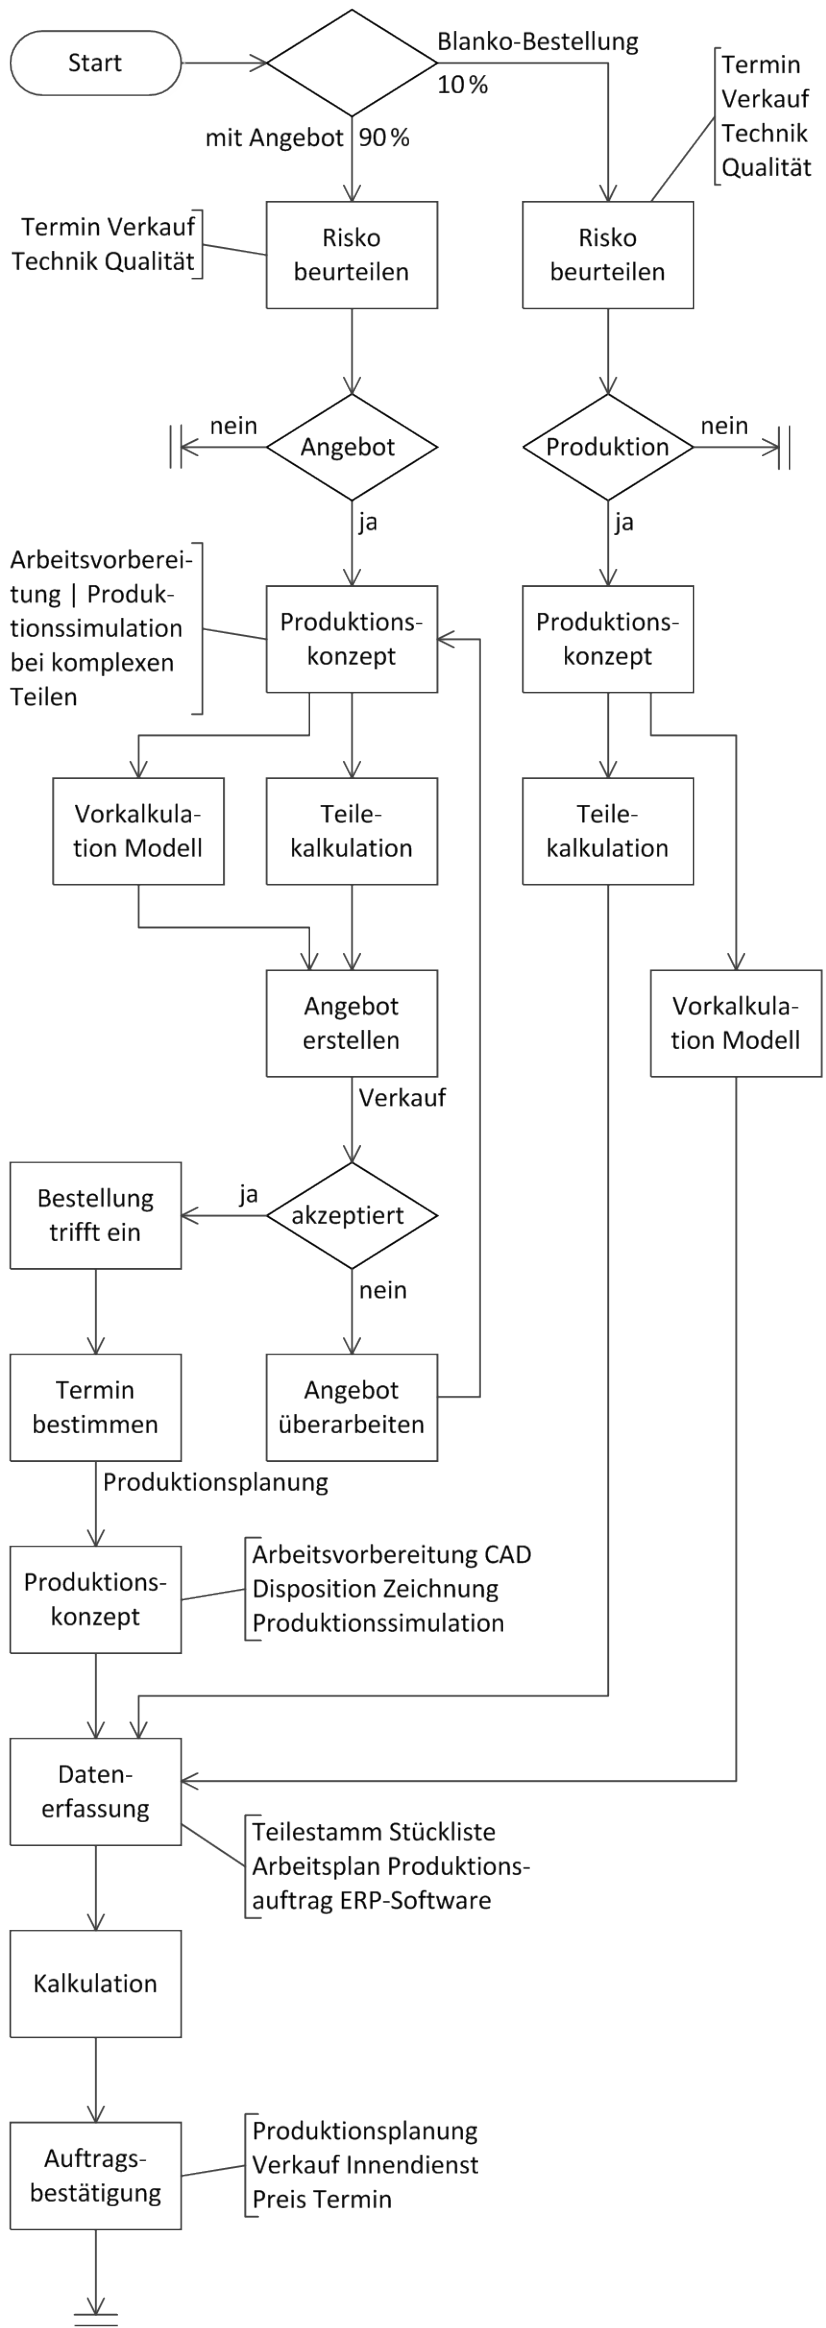 Start
Blanko-Bestellung
10 %
mit Angebot
90 %
Termin
Verkauf
Technik
Qualität
Termin Verkauf
Technik Qualität
Risko
beurteilen
Risko
beurteilen
nein
Angebot
ja
Produktion
nein
ja
Arbeitsvorberei-
tung | Produk-
tionssimulation
bei komplexen
Teilen
Produktions-
konzept
Produktions-
konzept
Vorkalkula-
tion Modell
Teile-
kalkulation
Teile-
kalkulation
Angebot
erstellen
Vorkalkula-
tion Modell
Verkauf
Bestellung
trifft ein
ja
akzeptiert
nein
Termin
bestimmen
Angebot
überarbeiten
Produktionsplanung
Produktions-
konzept
Arbeitsvorbereitung CAD
Disposition Zeichnung
Produktionssimulation
Daten-
erfassung
Teilestamm Stückliste
Arbeitsplan Produktions-
auftrag ERP-Software
Kalkulation
Auftrags-
bestätigung
Produktionsplanung
Verkauf Innendienst
Preis Termin